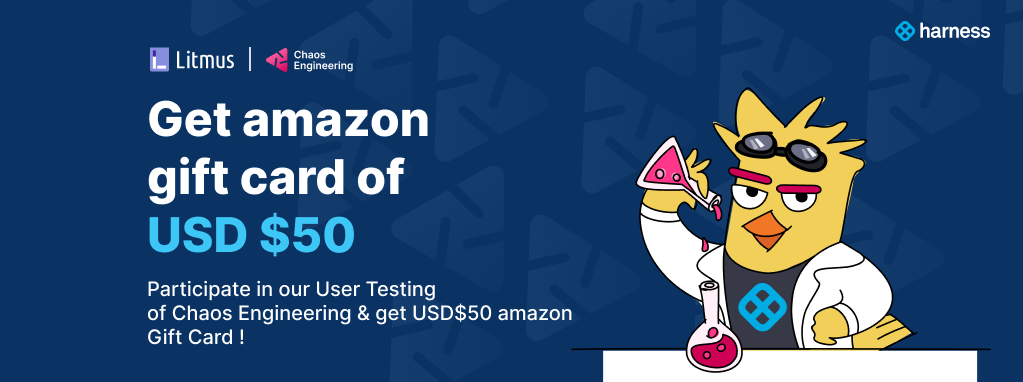 harness
Litmus
Chaos
Engineering
Get amazon
gift card of
USD $50
Participate in our User Testing
of Chaos Engineering & get USD$50 amazon
Gift Card !